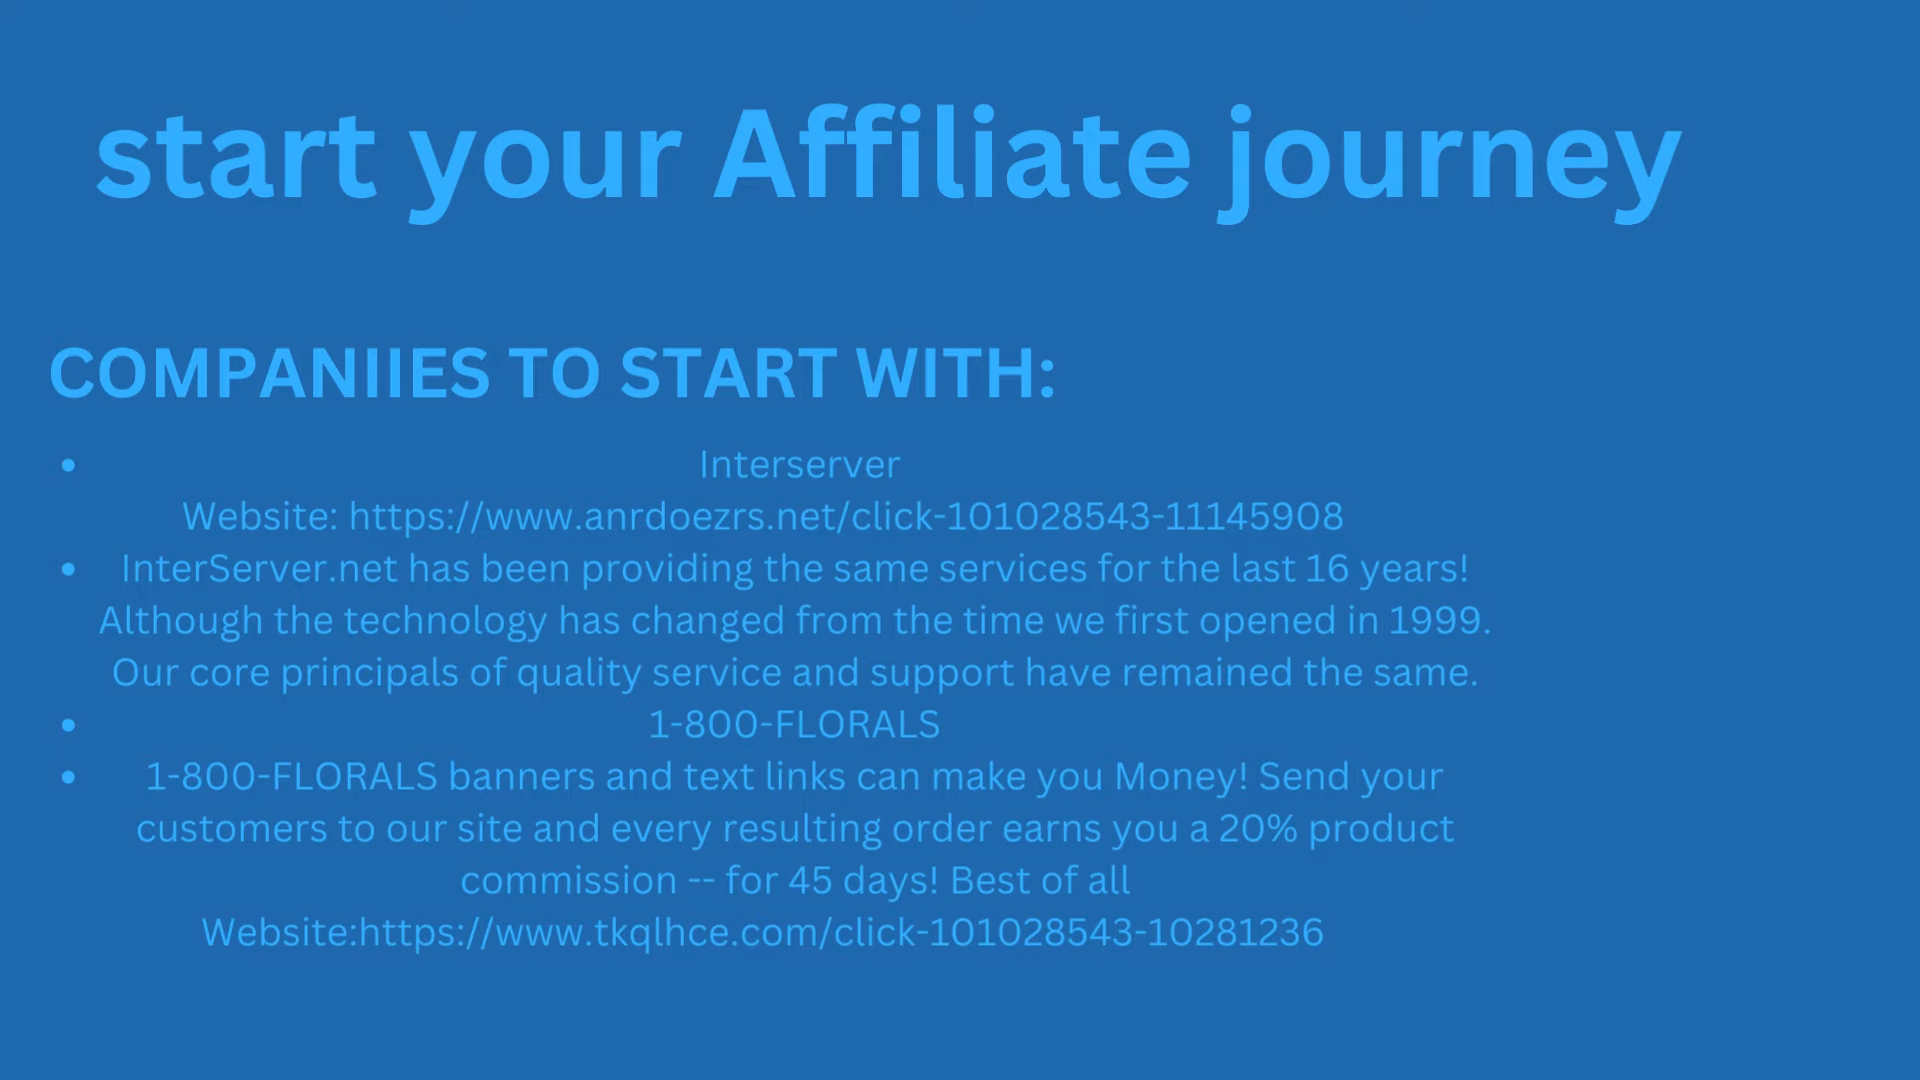 start your Affiliate journey
COMPANIIES TO START WITH:
• Interserver
Website: https://www.anrdoezrs.net/click-101028543-11145908
• InterServer.net has been providing the same services for the last 16 years!
Although the technology has changed from the time we first opened in 1999.
Our core principals of quality service and support have remained the same.
• 1-800-FLORALS
• 1-800-FLORALS banners and text links can make you Money! Send your
customers to our site and every resulting order earns you a 20% product
commission -- for 45 days! Best of all
Website:https://www.tkqlhce.com/click-101028543-10281236